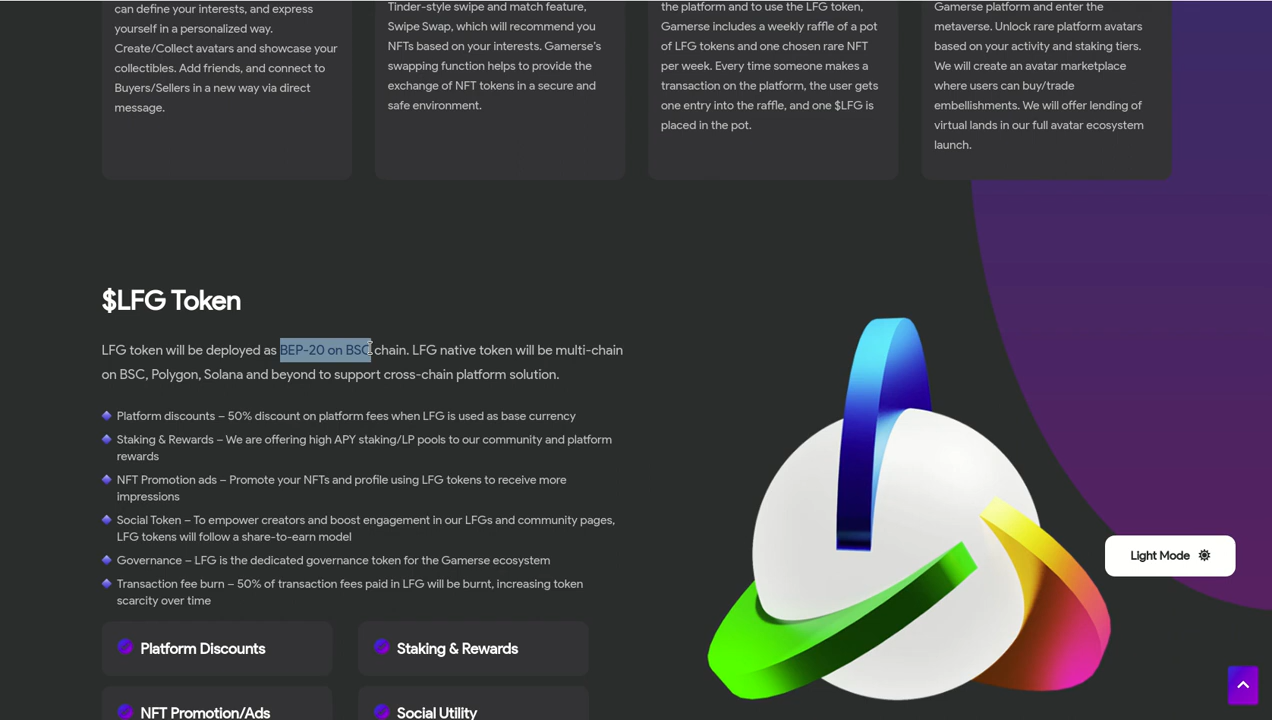 can define your interests, and express
yourself in a personalized way.
Create/Collect avatars and showcase your
collectibles. Add friends, and connect to
Buyers/Sellers in a new way via direct
message.
Tinder-style swipe and match feature,
Swipe Swap, which will recommend you
NFTs based on your interests. Gamerse's
swapping function helps to provide the
exchange of NFT tokens in a secure and
safe environment.
the platform and to use the LFG token,
Gamerse includes a weekly raffle of a pot
of LFG tokens and one chosen rare NFT
per week. Every time someone makes a
transaction on the platform, the user gets
one entry into the raffle, and one $LFG is
placed in the pot.
Gamerse platform and enter the
metaverse. Unlock rare platform avatars
based on your activity and staking tiers.
We will create an avatar marketplace
where users can buy/trade
embellishments. We will offer lending of
virtual lands in our full avatar ecosystem
launch.
$LFG Token
LFG token will be deployed as BEP-20 on BSC chain. LFG native token will be multi-chain
on BSC, Polygon, Solana and beyond to support cross-chain platform solution.
Platform discounts – 50% discount on platform fees when LFG is used as base currency
Staking & Rewards – We are offering high APY staking/LP pools to our community and platform
rewards
NFT Promotion ads – Promote your NFTs and profile using LFG tokens to receive more
impressions
Social Token – To empower creators and boost engagement in our LFGs and community pages,
LFG tokens will follow a share-to-earn model
Governance – LFG is the dedicated governance token for the Gamerse ecosystem
Transaction fee burn – 50% of transaction fees paid in LFG will be burnt, increasing token
scarcity over time
Platform Discounts
Staking & Rewards
NFT Promotion/Ads
Social Utility
Light Mode